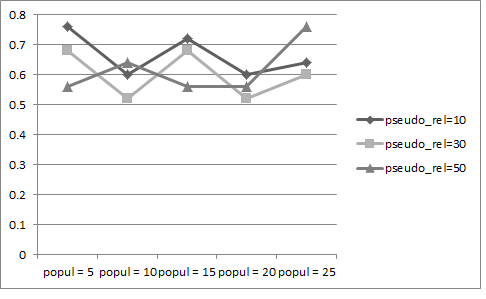 0.8
0.7
0.6
0.5
0.4
0.3
0.2
0.1
0
popul = 5 popul = 10 popul = 15 popul = 20 popul = 25
pseudo_rel=10
pseudo_rel=30
pseudo_rel=50